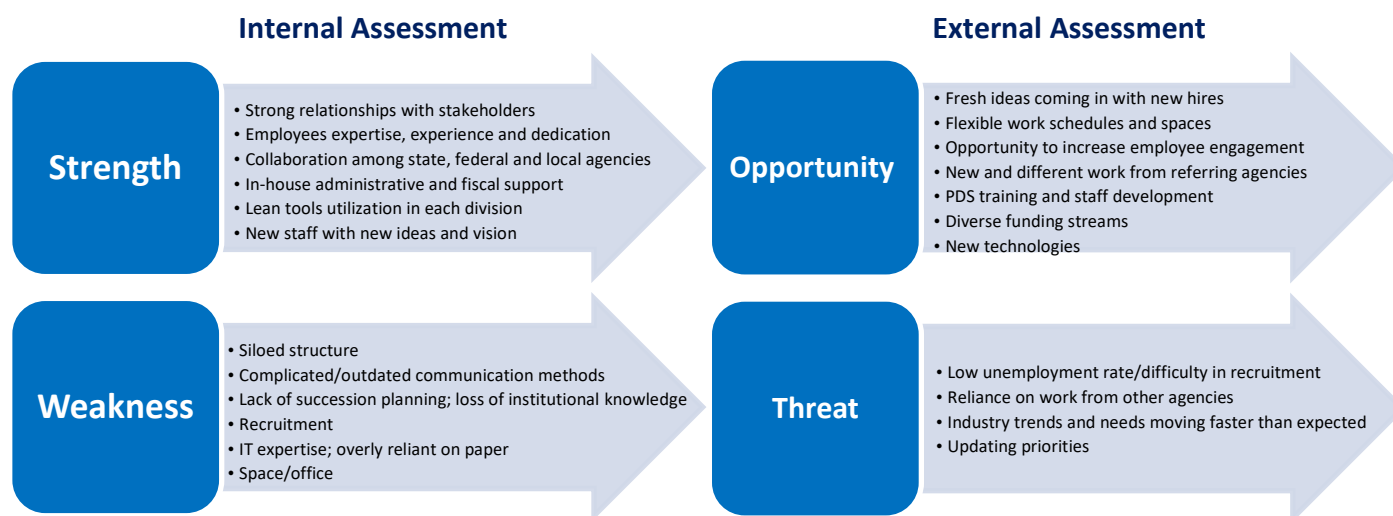 Internal Assessment
External Assessment
Strength
• Strong relationships with stakeholders
• Employees expertise, experience and dedication
• Collaboration among state, federal and local agencies
• In-house administrative and fiscal support
• Lean tools utilization in each division
• New staff with new ideas and vision
Opportunity
• Fresh ideas coming in with new hires
• Flexible work schedules and spaces
• Opportunity to increase employee engagement
• New and different work from referring agencies
• PDS training and staff development
• Diverse funding streams
• New technologies
Weakness
• Siloed structure
• Complicated/outdated communication methods
• Lack of succession planning; loss of institutional knowledge
• Recruitment
• IT expertise; overly reliant on paper
• Space/office
Threat
• Low unemployment rate/difficulty in recruitment
• Reliance on work from other agencies
• Industry trends and needs moving faster than expected
• Updating priorities